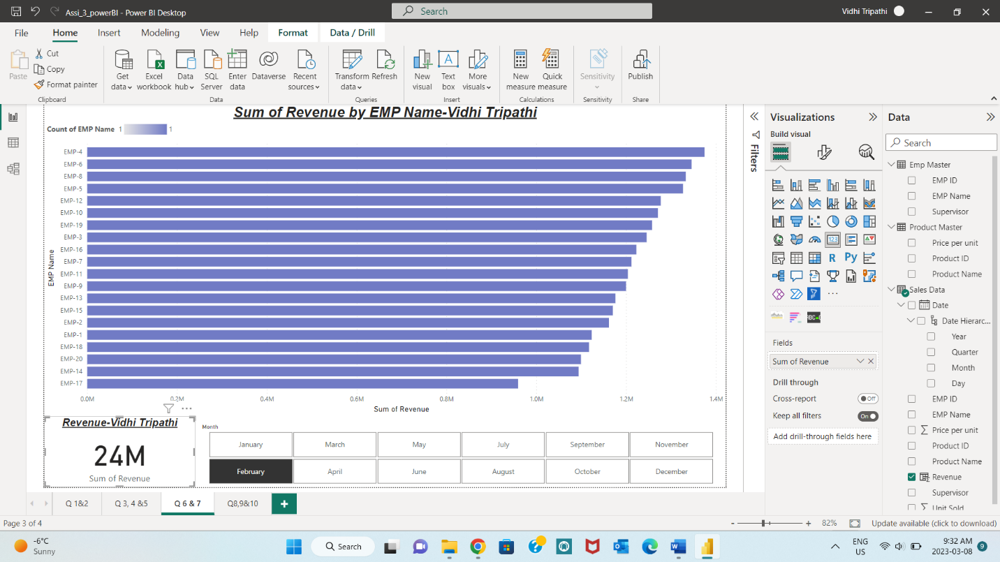 Assi_3_powerBI - Power BI Desktop
Search
Vidhi Tripathi
File Home Insert Modeling View Help Format Data / Drill
Paste
Cut
Copy
Format painter
Clipboard
Get data
Excel workbook
Data hub
SQL Server
Enter data
Dataverse
Recent sources
Data
Transform data
Refresh
Queries
New visual
Text box
More visuals
Insert
New measure
Quick measure
Calculations
Sensitivity
Sensitivity
Publish
Share
Sum of Revenue by EMP Name-Vidhi Tripathi
Count of EMP Name 1 1
EMP Name
EMP-4
EMP-6
EMP-8
EMP-5
EMP-12
EMP-10
EMP-19
EMP-3
EMP-16
EMP-7
EMP-11
EMP-9
EMP-13
EMP-15
EMP-2
EMP-1
EMP-18
EMP-20
EMP-14
EMP-17
0.0M 0.2M 0.4M 0.6M 0.8M 1.0M 1.2M 1.4M
Sum of Revenue
Revenue-Vidhi Tripathi
24M
Sum of Revenue
Month
January March May July September November
February April June August October December
Filters
Visualizations
Build visual
123
R
Py
Fields
Sum of Revenue
Drill through
Cross-report Off
Keep all filters On
Add drill-through fields here
Data
Search
Emp Master
EMP ID
EMP Name
Supervisor
Product Master
Price per unit
Product ID
Product Name
Sales Data
Date
Date Hierarc...
Year
Quarter
Month
Day
EMP ID
EMP Name
Price per unit
Product ID
Product Name
Revenue
Supervisor
Unit Sold
Q 1&2 Q 3, 4 &5 Q 6 & 7 Q8,9&10 +
Page 3 of 4
- + 82%
Update available (click to download)
-6°C
Sunny
Search
ENG
US
9:32 AM
2023-03-08
9